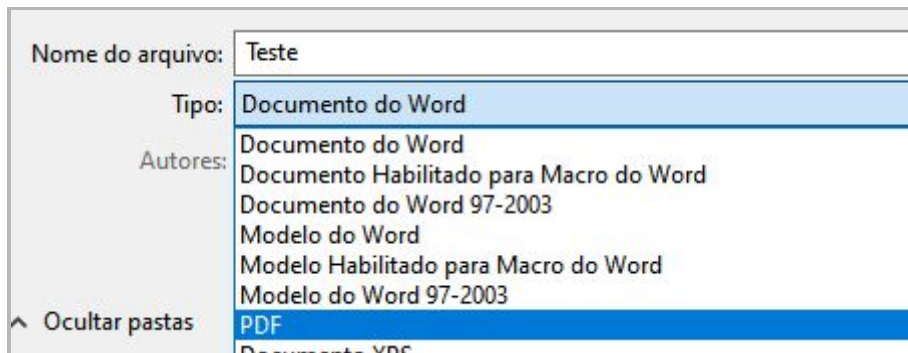 Nome do arquivo: Teste
Tipo: Documento do Word
Autores:
Documento do Word
Documento Habilitado para Macro do Word
Documento do Word 97-2003
Modelo do Word
Modelo Habilitado para Macro do Word
Modelo do Word 97-2003
Ocultar pastas
PDF
Documento XPS